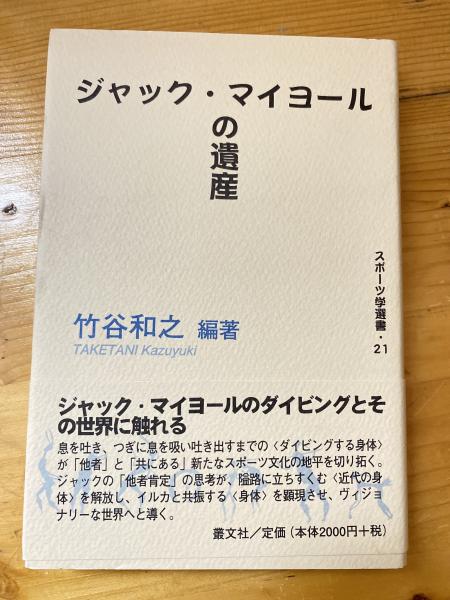 ジャック・マイヨール
の遺産
スポーツ学選書・21
竹谷和之 編著
TAKETANI Kazuyuki
ジャック・マイヨールのダイビングとそ
の世界に触れる
息を吐き、つぎに息を吸い吐き出すまでの〈ダイビングする身体〉
が「他者」と「共にある」新たなスポーツ文化の地平を切り拓く。
ジャックの「他者肯定」の思考が、隘路に立ちすくむ〈近代の身
体〉を解放し、イルカと共振する〈身体〉を顕現させ、ヴィジョ
ナリーな世界へと導く。
叢文社／定価（本体2000円＋税）